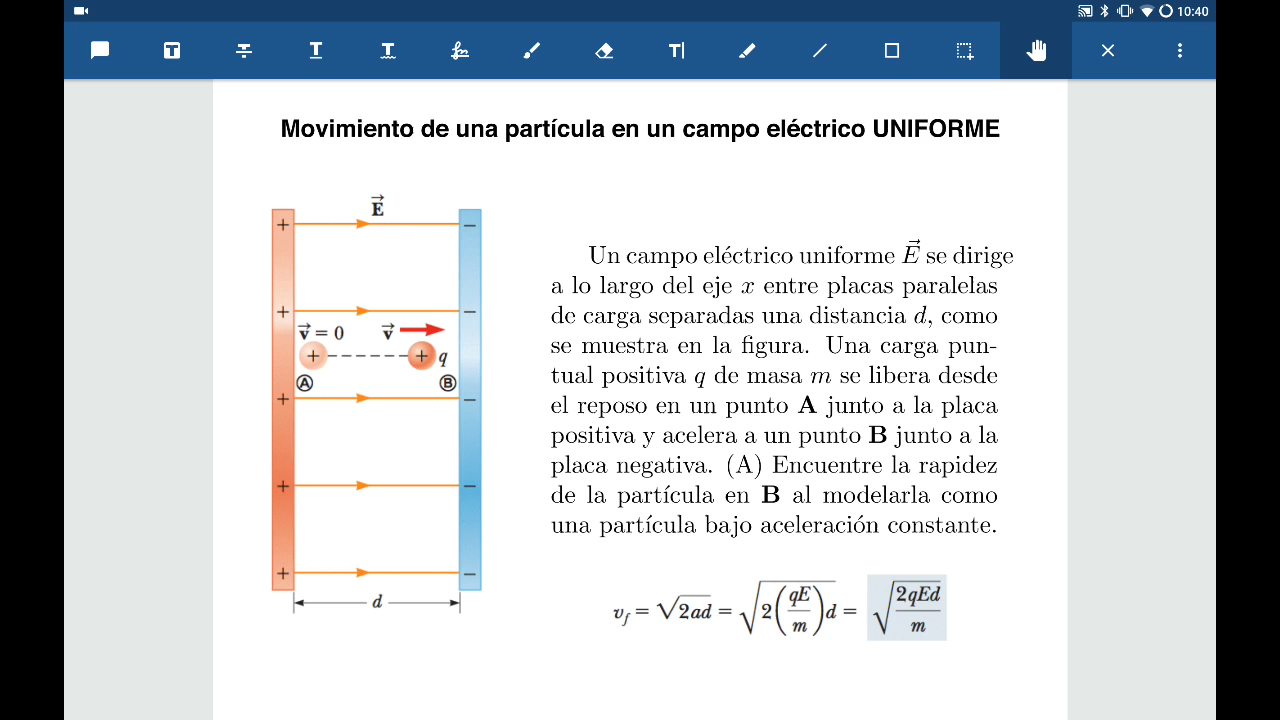 10:40
Movimiento de una partícula en un campo eléctrico UNIFORME
E⃗
+ −
+ −
v⃗ = 0 v⃗
+ + q
A B
+ −
+ −
+ −
d
Un campo eléctrico uniforme E⃗ se dirige
a lo largo del eje x entre placas paralelas
de carga separadas una distancia d, como
se muestra en la figura. Una carga pun-
tual positiva q de masa m se libera desde
el reposo en un punto A junto a la placa
positiva y acelera a un punto B junto a la
placa negativa. (A) Encuentre la rapidez
de la partícula en B al modelarla como
una partícula bajo aceleración constante.
v_f = √(2ad) = √(2(qE/m)d) = √(2qEd/m)